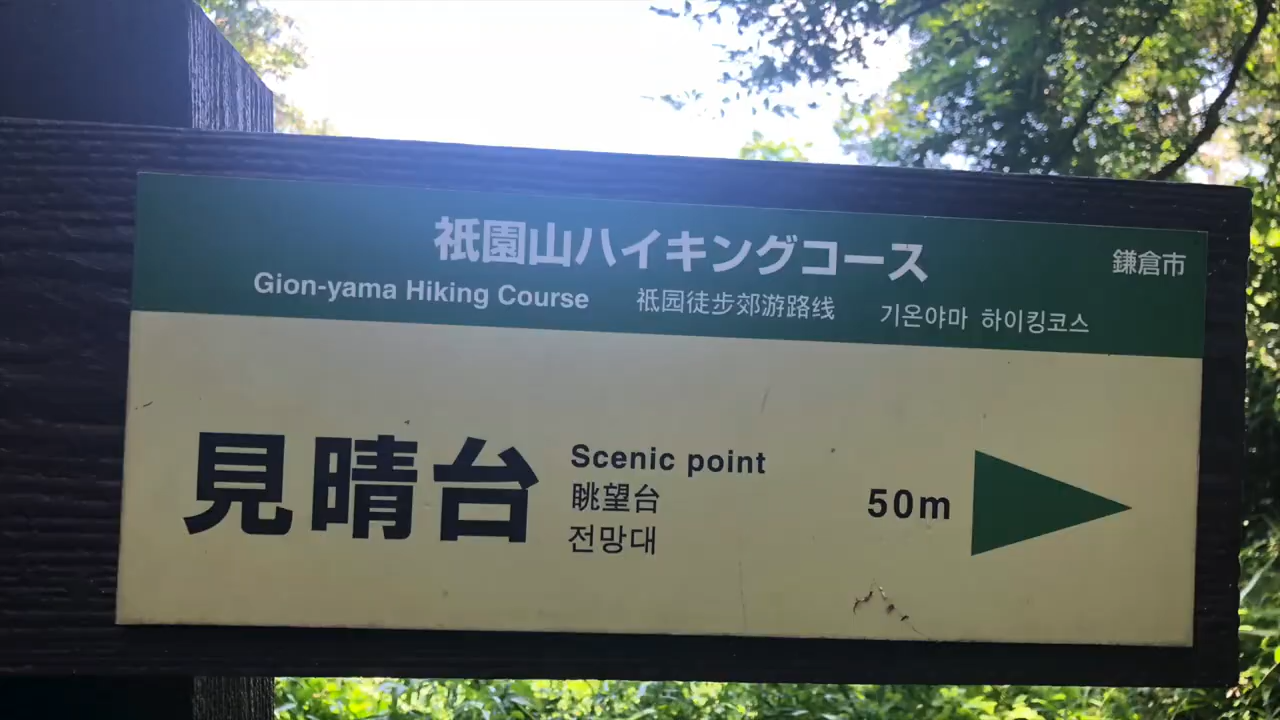 祇園山ハイキングコース
鎌倉市
Gion-yama Hiking Course 祇园徒步郊游路线 기온야마 하이킹코스
見晴台
Scenic point
眺望台
전망대
50m